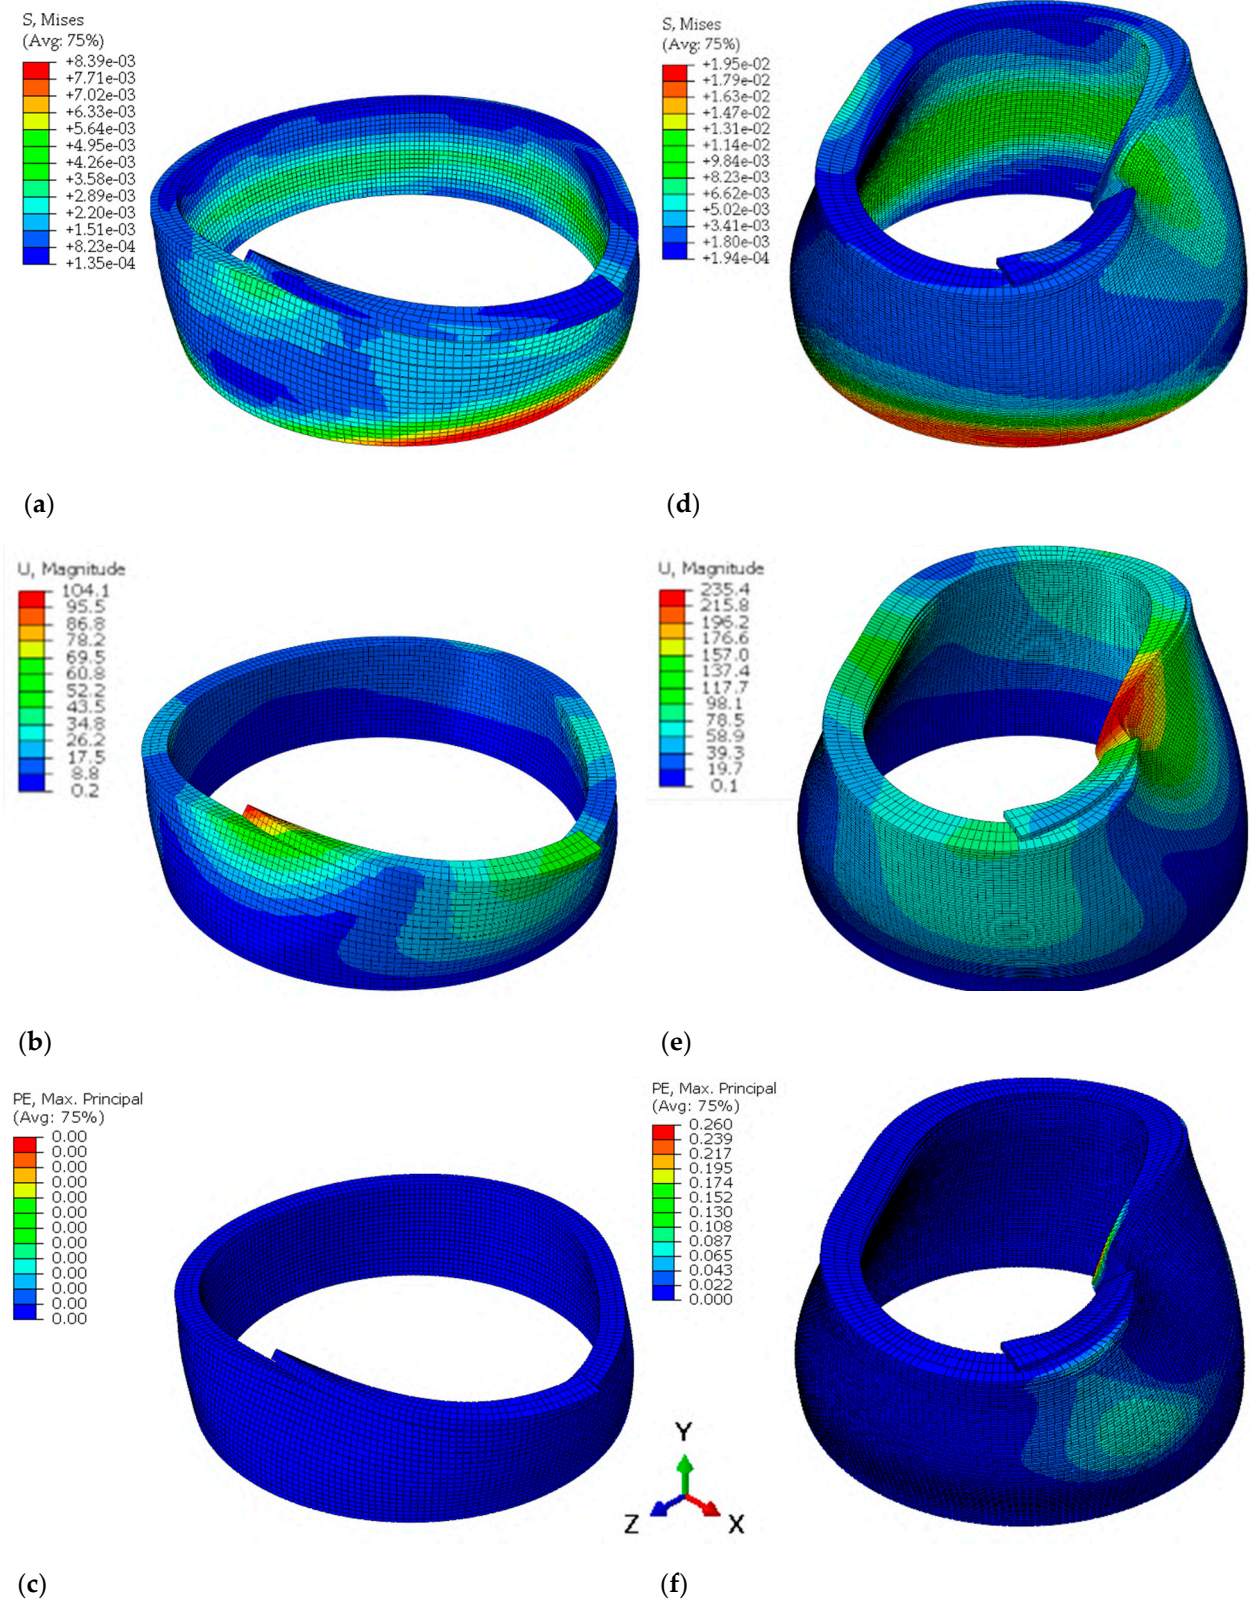 S, Mises
(Avg: 75%)
+8.39e-03
+7.71e-03
+7.02e-03
+6.33e-03
+5.64e-03
+4.95e-03
+4.26e-03
+3.58e-03
+2.89e-03
+2.20e-03
+1.51e-03
+8.23e-04
+1.35e-04
(a)
S, Mises
(Avg: 75%)
+1.95e-02
+1.79e-02
+1.63e-02
+1.47e-02
+1.31e-02
+1.14e-02
+9.84e-03
+8.23e-03
+6.62e-03
+5.02e-03
+3.41e-03
+1.80e-03
+1.94e-04
(d)
U, Magnitude
104.1
95.5
86.8
78.2
69.5
60.8
52.2
43.5
34.8
26.2
17.5
8.8
0.2
(b)
U, Magnitude
235.4
215.8
196.2
176.6
157.0
137.4
117.7
98.1
78.5
58.9
39.3
19.7
0.1
(e)
PE, Max. Principal
(Avg: 75%)
0.00
0.00
0.00
0.00
0.00
0.00
0.00
0.00
0.00
0.00
0.00
0.00
0.00
(c)
PE, Max. Principal
(Avg: 75%)
0.260
0.239
0.217
0.195
0.174
0.152
0.130
0.108
0.087
0.065
0.043
0.022
0.000
Y
Z X
(f)